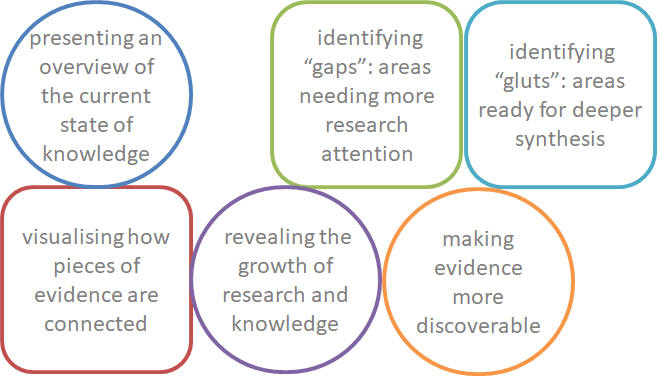 presenting an
overview of
the current
state of
knowledge
identifying
“gaps”: areas
needing more
research
attention
identifying
“gluts”: areas
ready for deeper
synthesis
visualising how
pieces of
evidence are
connected
revealing the
growth of
research and
knowledge
making
evidence
more
discoverable